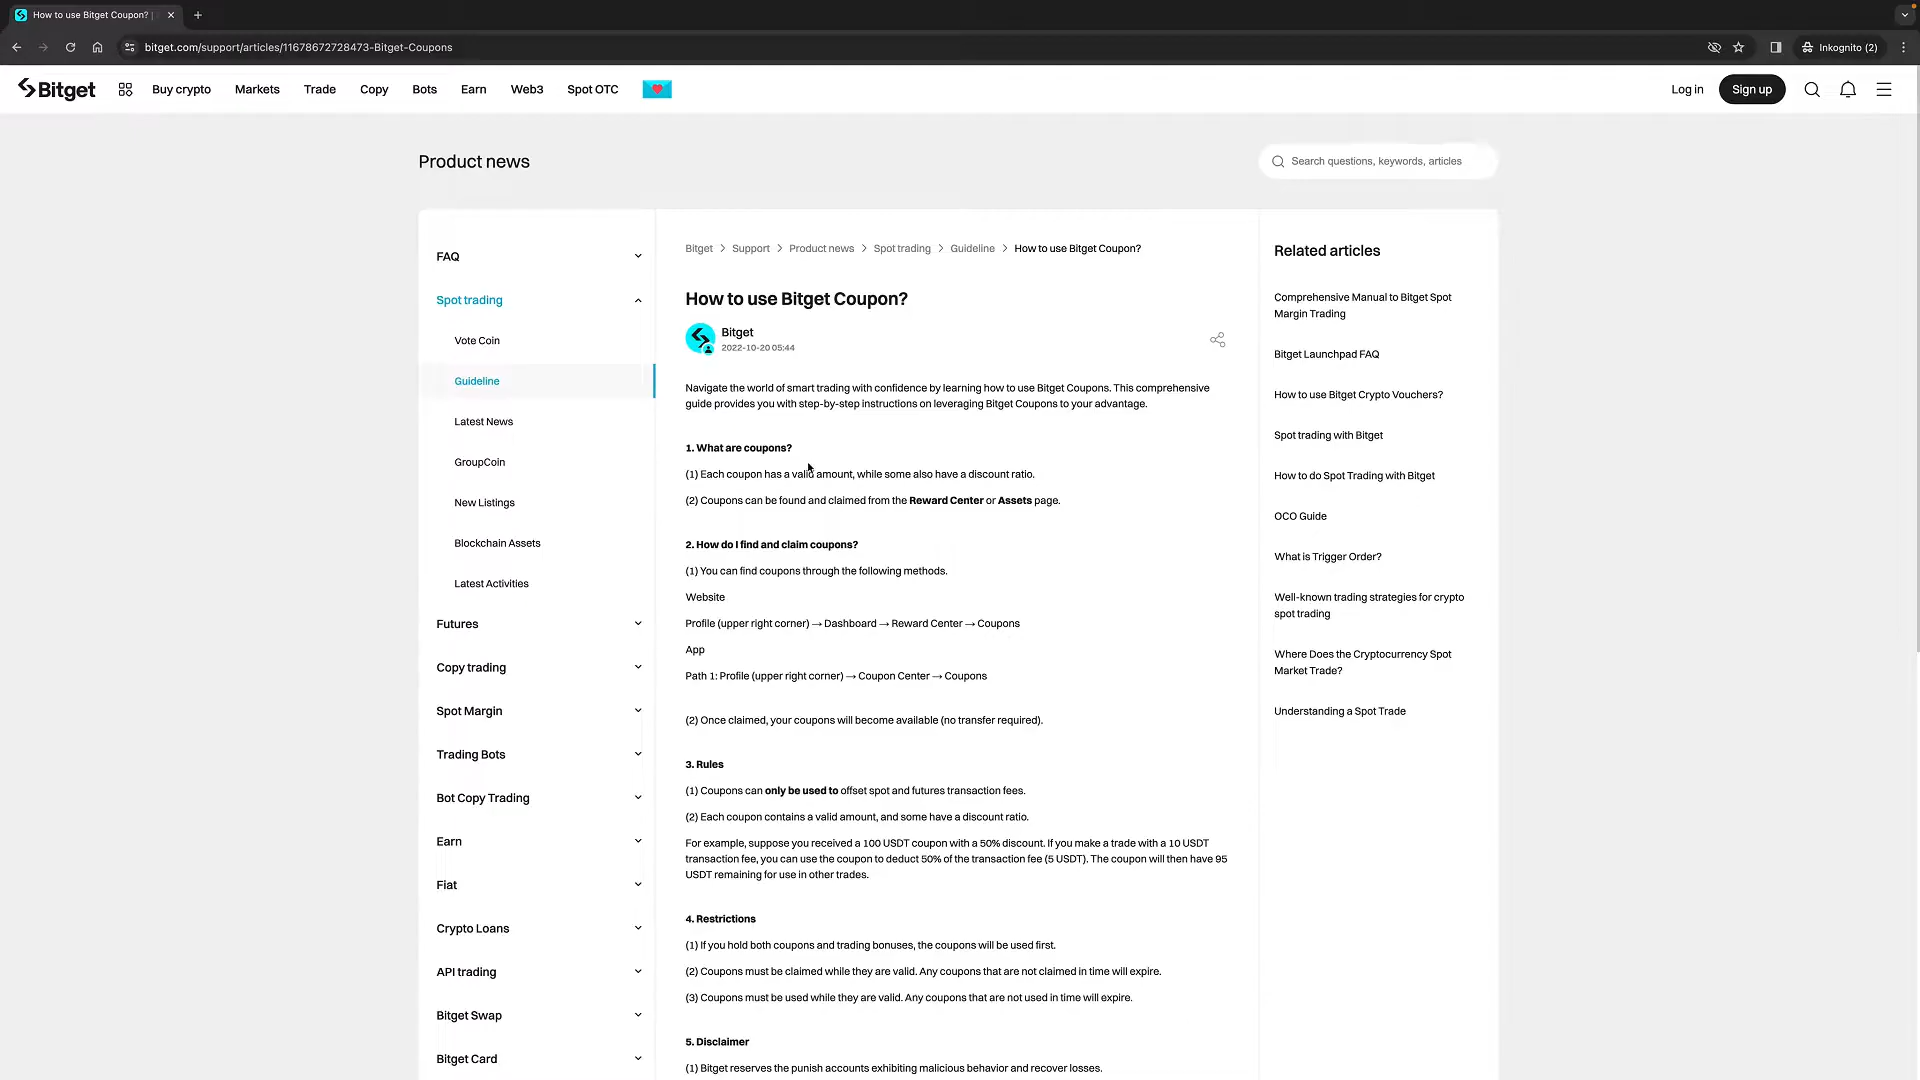 How to use Bitget Coupon? |
bitget.com/support/articles/11678672728473-Bitget-Coupons
Inkognito (2)
Bitget
Buy crypto
Markets
Trade
Copy
Bots
Earn
Web3
Spot OTC
Log in
Sign up
Product news
Search questions, keywords, articles
FAQ
Spot trading
Vote Coin
Guideline
Latest News
GroupCoin
New Listings
Blockchain Assets
Latest Activities
Futures
Copy trading
Spot Margin
Trading Bots
Bot Copy Trading
Earn
Fiat
Crypto Loans
API trading
Bitget Swap
Bitget Card
Bitget > Support > Product news > Spot trading > Guideline > How to use Bitget Coupon?
How to use Bitget Coupon?
Bitget
2022-10-20 05:44
Navigate the world of smart trading with confidence by learning how to use Bitget Coupons. This comprehensive
guide provides you with step-by-step instructions on leveraging Bitget Coupons to your advantage.
1. What are coupons?
(1) Each coupon has a valid amount, while some also have a discount ratio.
(2) Coupons can be found and claimed from the Reward Center or Assets page.
2. How do I find and claim coupons?
(1) You can find coupons through the following methods.
Website
Profile (upper right corner) → Dashboard → Reward Center → Coupons
App
Path 1: Profile (upper right corner) → Coupon Center → Coupons
(2) Once claimed, your coupons will become available (no transfer required).
3. Rules
(1) Coupons can only be used to offset spot and futures transaction fees.
(2) Each coupon contains a valid amount, and some have a discount ratio.
For example, suppose you received a 100 USDT coupon with a 50% discount. If you make a trade with a 10 USDT
transaction fee, you can use the coupon to deduct 50% of the transaction fee (5 USDT). The coupon will then have 95
USDT remaining for use in other trades.
4. Restrictions
(1) If you hold both coupons and trading bonuses, the coupons will be used first.
(2) Coupons must be claimed while they are valid. Any coupons that are not claimed in time will expire.
(3) Coupons must be used while they are valid. Any coupons that are not used in time will expire.
5. Disclaimer
(1) Bitget reserves the punish accounts exhibiting malicious behavior and recover losses.
Related articles
Comprehensive Manual to Bitget Spot
Margin Trading
Bitget Launchpad FAQ
How to use Bitget Crypto Vouchers?
Spot trading with Bitget
How to do Spot Trading with Bitget
OCO Guide
What is Trigger Order?
Well-known trading strategies for crypto
spot trading
Where Does the Cryptocurrency Spot
Market Trade?
Understanding a Spot Trade